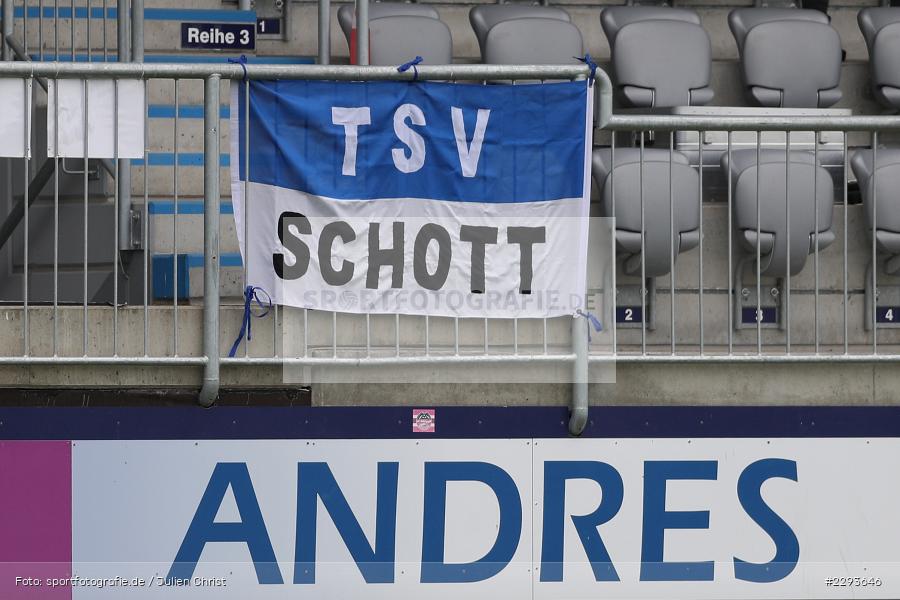 1
Reihe 3
TSV
SCHOTT
SPORTFOTOGRAFIE.DE
2
3
4
ANDRES
Foto: sportfotografie.de / Julien Christ
2293646